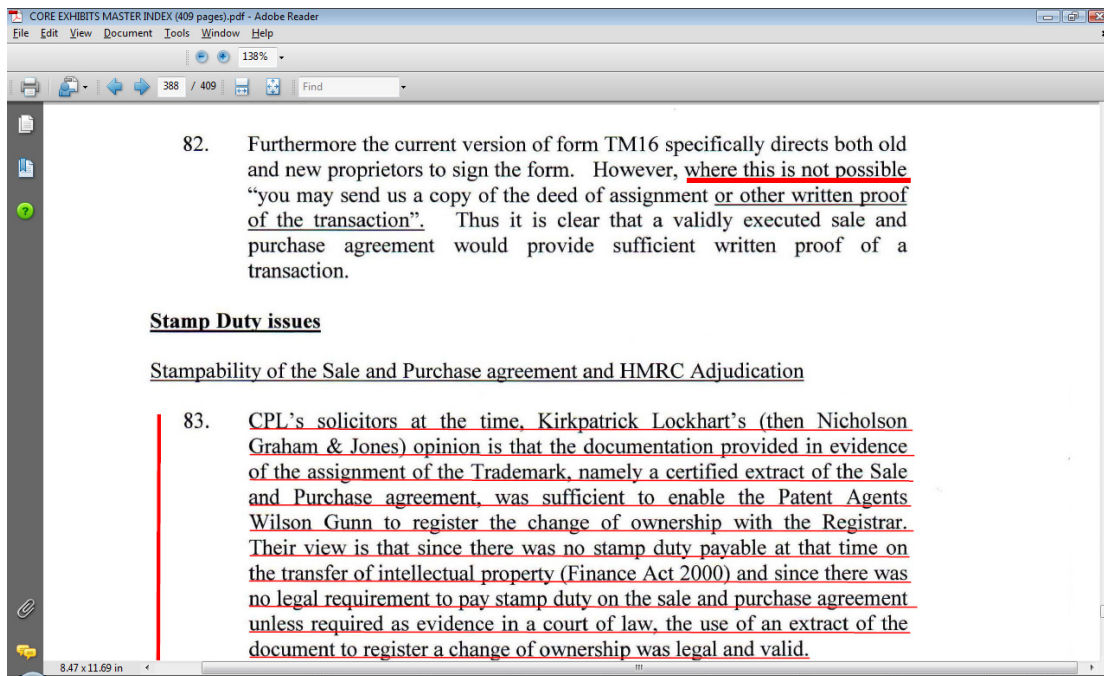 CORE EXHIBITS MASTER INDEX (409 pages).pdf - Adobe Reader
File Edit View Document Tools Window Help
138%
388 / 409 Find
82. Furthermore the current version of form TM16 specifically directs both old
and new proprietors to sign the form. However, where this is not possible
“you may send us a copy of the deed of assignment or other written proof
of the transaction”. Thus it is clear that a validly executed sale and
purchase agreement would provide sufficient written proof of a
transaction.
Stamp Duty issues
Stampability of the Sale and Purchase agreement and HMRC Adjudication
83. CPL’s solicitors at the time, Kirkpatrick Lockhart’s (then Nicholson
Graham & Jones) opinion is that the documentation provided in evidence
of the assignment of the Trademark, namely a certified extract of the Sale
and Purchase agreement, was sufficient to enable the Patent Agents
Wilson Gunn to register the change of ownership with the Registrar.
Their view is that since there was no stamp duty payable at that time on
the transfer of intellectual property (Finance Act 2000) and since there was
no legal requirement to pay stamp duty on the sale and purchase agreement
unless required as evidence in a court of law, the use of an extract of the
document to register a change of ownership was legal and valid.
8.47 x 11.69 in